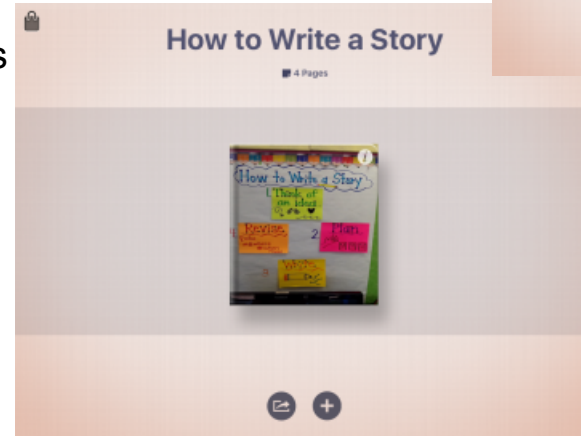 s
How to Write a Story
4 Pages
i
How to Write a Story
1. Think of
an idea
Revise
2 Plan
3 Write